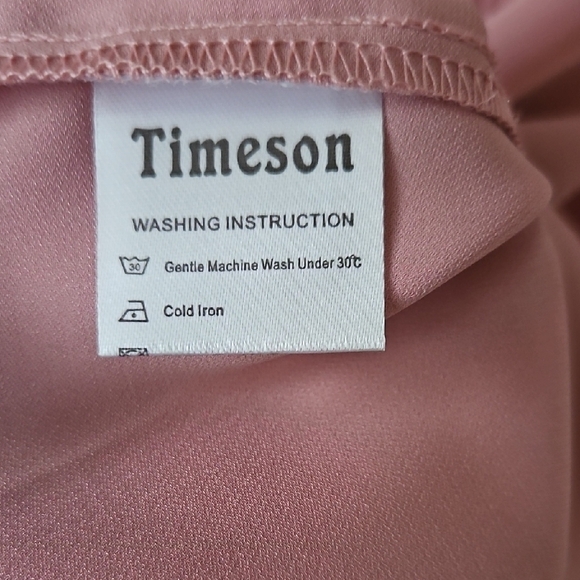 Timeson
WASHING INSTRUCTION
30 Gentle Machine Wash Under 30℃
Cold Iron